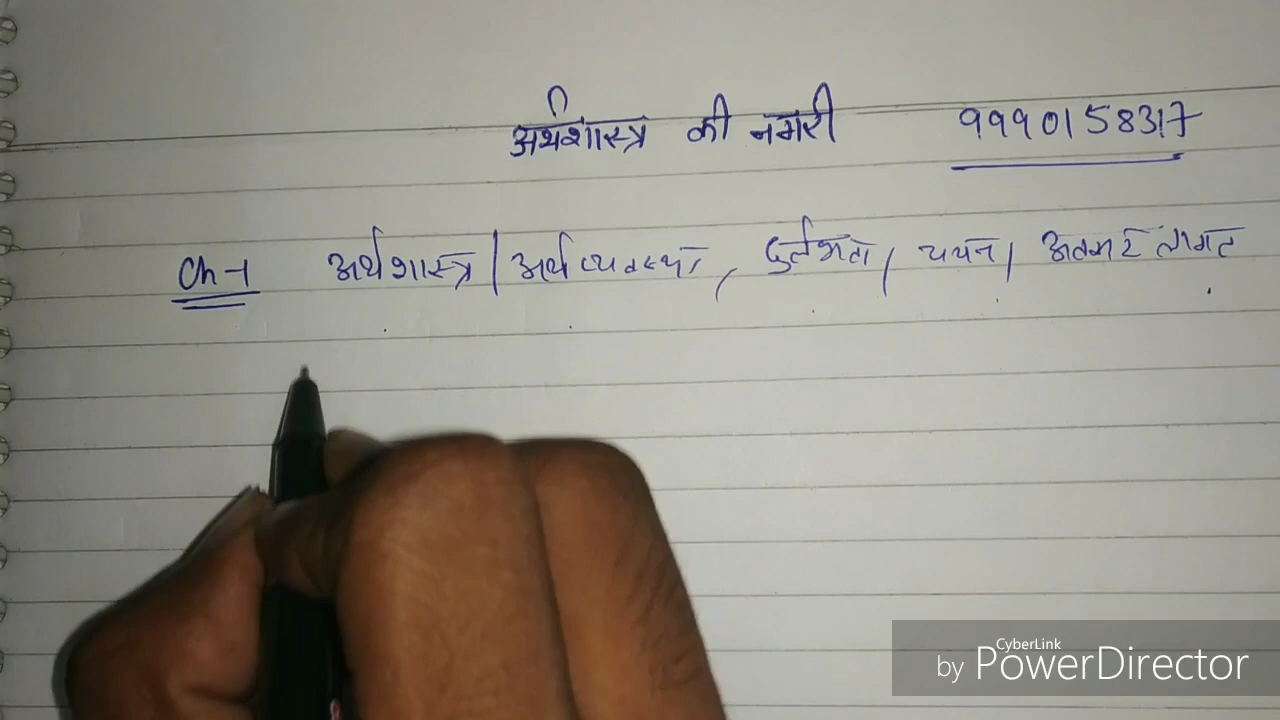 अर्थशास्त्र की नगरी 9990158317
Ch-1 अर्थशास्त्र | अर्थव्यवस्था, दुर्लभता, चयन, अवसर लागत
CyberLink
by PowerDirector